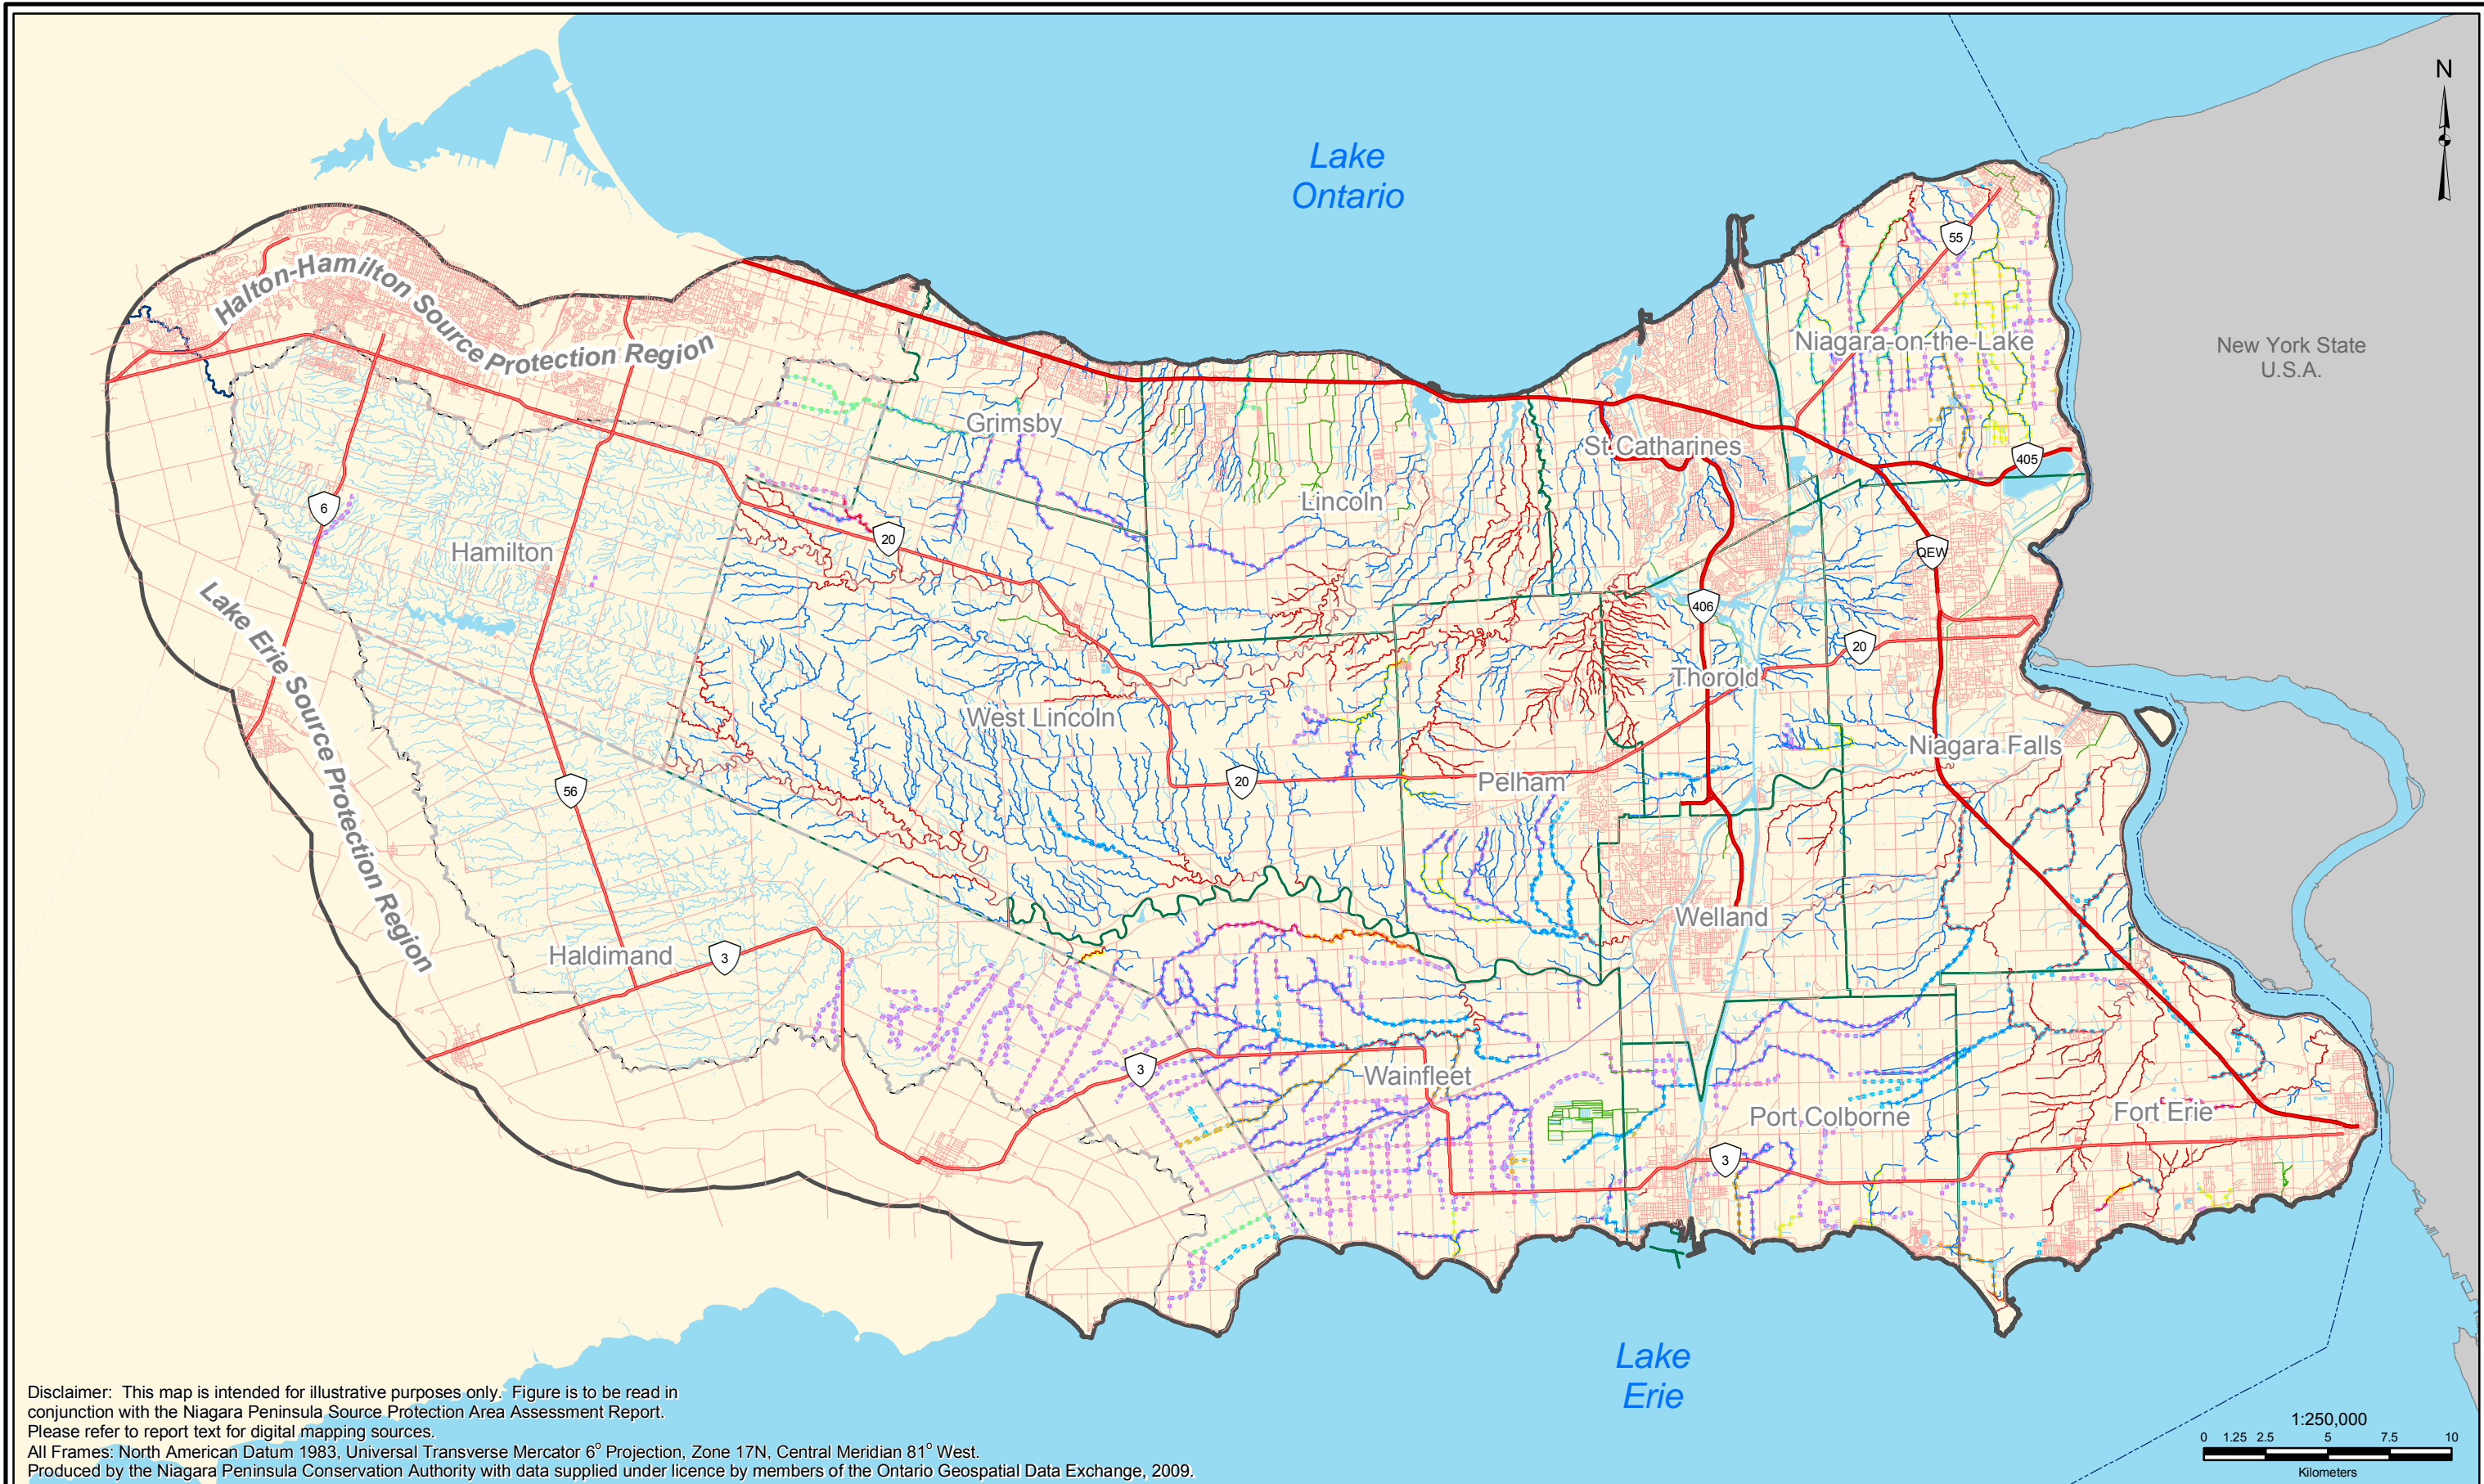 N
Lake
Ontario
55
Halton-Hamilton Source Protection Region
Niagara-on-the-Lake
New York State
U.S.A.
Grimsby
St.Catharines
405
Lincoln
6
20
Hamilton
QEW
406
20
Lake Erie Source Protection Region
Thorold
West Lincoln
Niagara Falls
56
20
Pelham
Welland
Haldimand
3
3
Wainfleet
Port Colborne
Fort Erie
3
Lake
Erie
Disclaimer: This map is intended for illustrative purposes only. Figure is to be read in
conjunction with the Niagara Peninsula Source Protection Area Assessment Report.
Please refer to report text for digital mapping sources.
All Frames: North American Datum 1983, Universal Transverse Mercator 6° Projection, Zone 17N, Central Meridian 81° West.
Produced by the Niagara Peninsula Conservation Authority with data supplied under licence by members of the Ontario Geospatial Data Exchange, 2009.
1:250,000
0 1.25 2.5 5 7.5 10
Kilometers